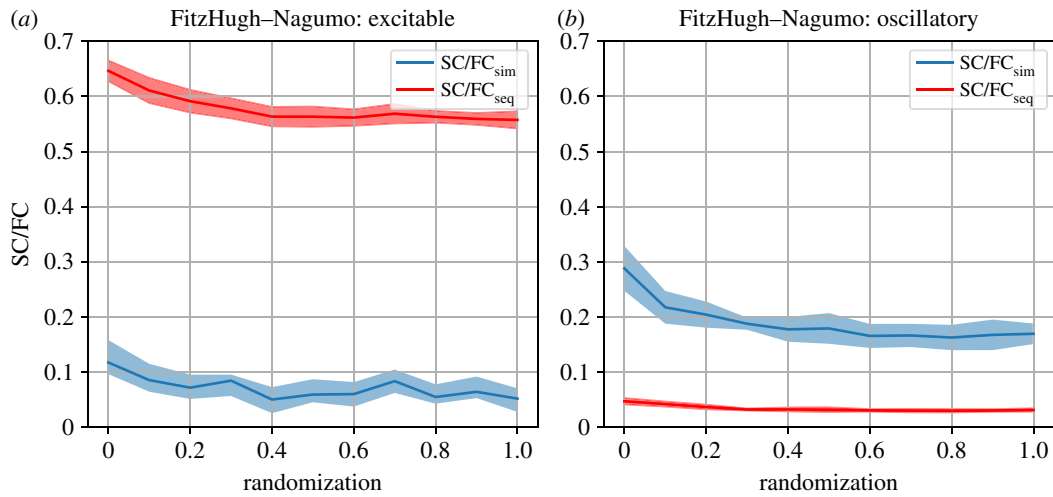 (a)
FitzHugh–Nagumo: excitable
0.7
0.6
0.5
0.4
0.3
0.2
0.1
0
SC/FC
SC/FCsim
SC/FCseq
0
0.2
0.4
0.6
0.8
1.0
randomization
(b)
FitzHugh–Nagumo: oscillatory
0.7
0.6
0.5
0.4
0.3
0.2
0.1
0
SC/FCsim
SC/FCseq
0
0.2
0.4
0.6
0.8
1.0
randomization